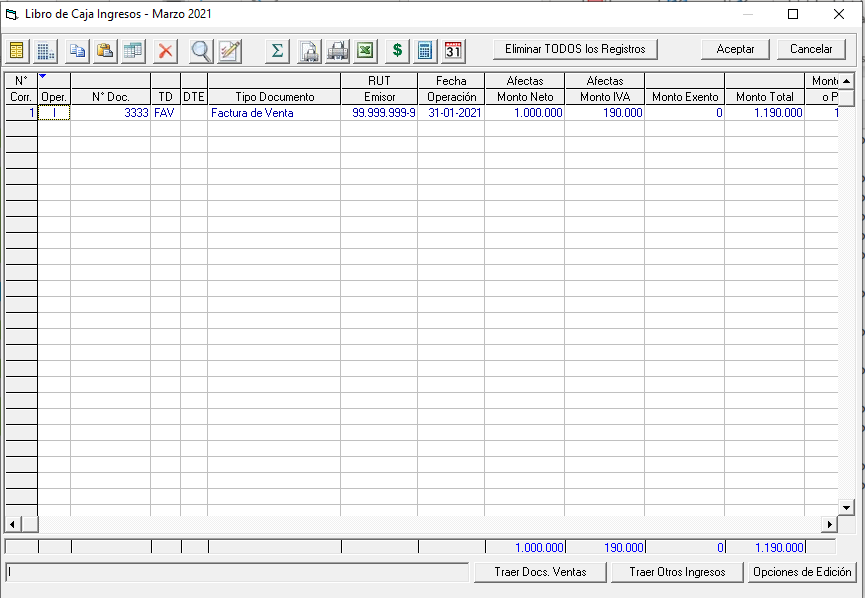 Libro de Caja Ingresos - Marzo 2021
Σ $ 31 Eliminar TODOS los Registros Aceptar Cancelar
N° RUT Fecha Afectas Afectas Monto
Corr. Oper. N° Doc. TD DTE Tipo Documento Emisor Operación Monto Neto Monto IVA Monto Exento Monto Total o P
1 I 3333 FAV Factura de Venta 99.999.999-9 31-01-2021 1.000.000 190.000 0 1.190.000 1
1.000.000 190.000 0 1.190.000
I Traer Docs. Ventas Traer Otros Ingresos Opciones de Edición